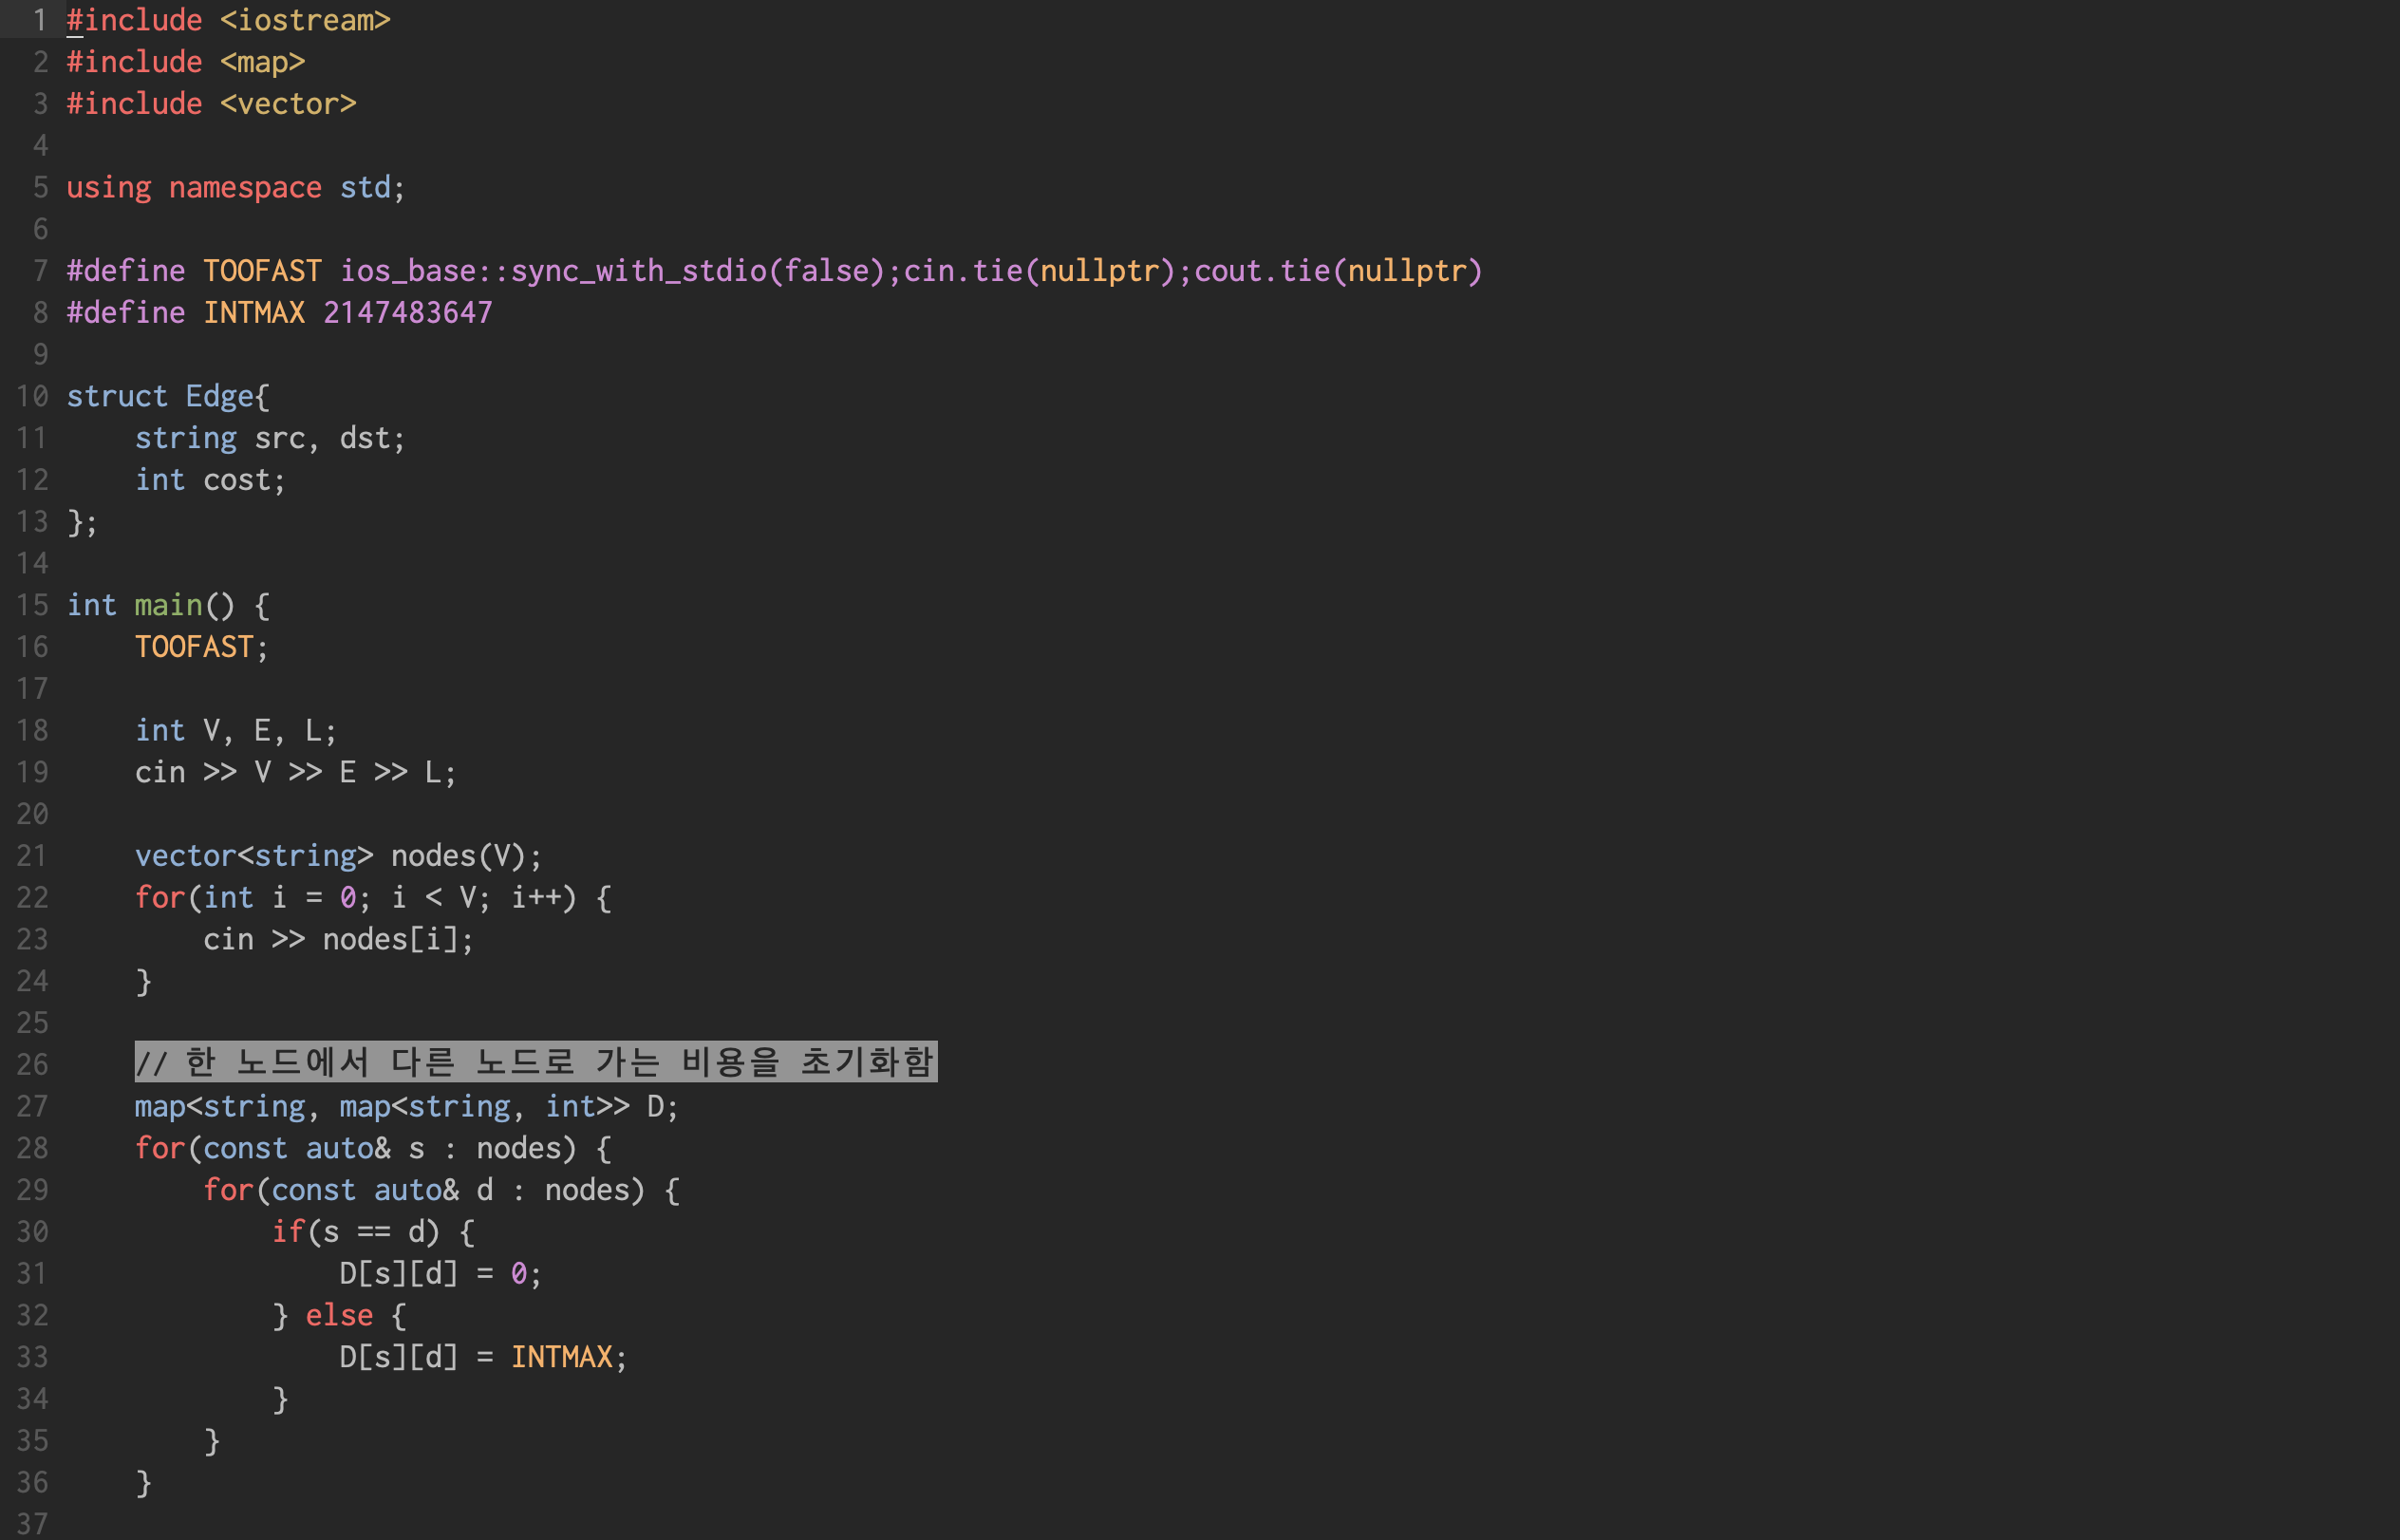 1 #include <iostream>
2 #include <map>
3 #include <vector>
4
5 using namespace std;
6
7 #define TOOFAST ios_base::sync_with_stdio(false);cin.tie(nullptr);cout.tie(nullptr)
8 #define INTMAX 2147483647
9
10 struct Edge{
11     string src, dst;
12     int cost;
13 };
14
15 int main() {
16     TOOFAST;
17
18     int V, E, L;
19     cin >> V >> E >> L;
20
21     vector<string> nodes(V);
22     for(int i = 0; i < V; i++) {
23         cin >> nodes[i];
24     }
25
26     // 한 노드에서 다른 노드로 가는 비용을 초기화함
27     map<string, map<string, int>> D;
28     for(const auto& s : nodes) {
29         for(const auto& d : nodes) {
30             if(s == d) {
31                 D[s][d] = 0;
32             } else {
33                 D[s][d] = INTMAX;
34             }
35         }
36     }
37